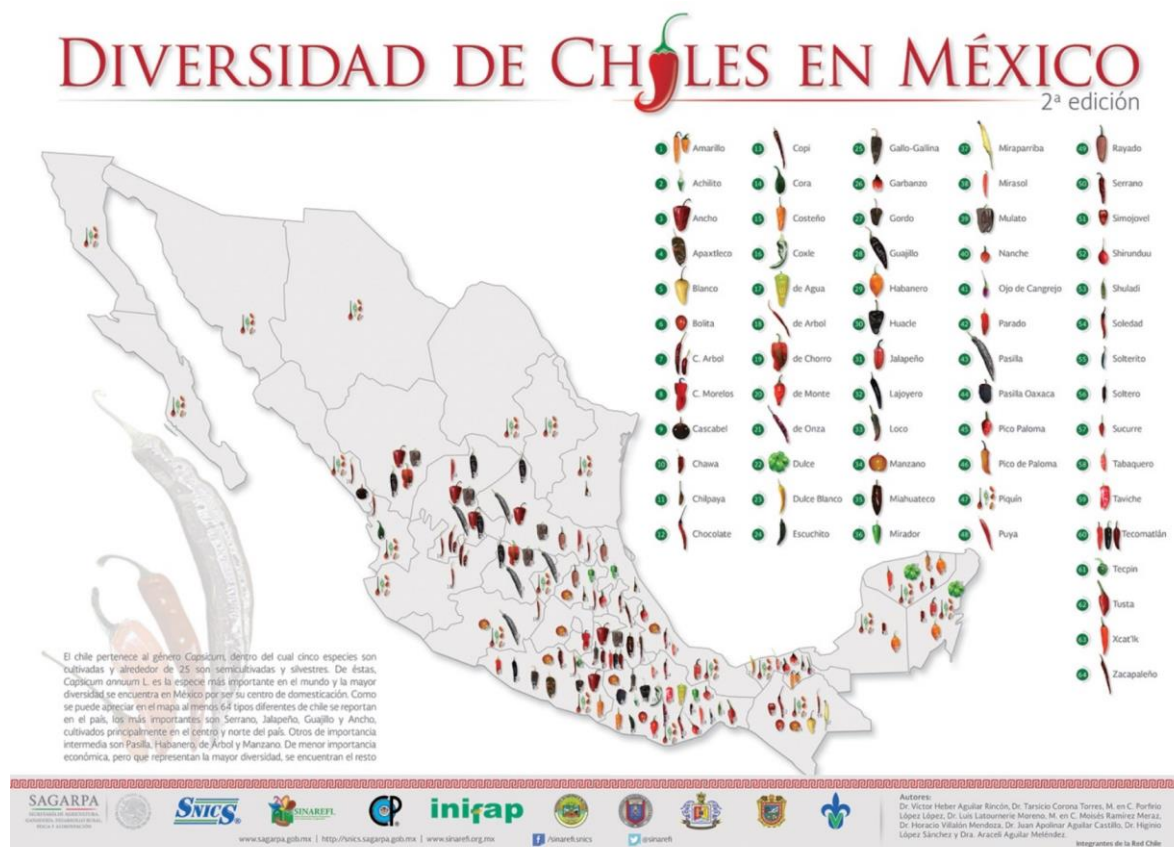 DIVERSIDAD DE CHILES EN MÉXICO
2ª edición
1 Amarillo
2 Achilito
3 Ancho
4 Apaxtleco
5 Blanco
6 Bolita
7 C. Arbol
8 C. Morelos
9 Cascabel
10 Chawa
11 Chilpaya
12 Chocolate
13 Copi
14 Cora
15 Costeño
16 Coxle
17 de Agua
18 de Arbol
19 de Chorro
20 de Monte
21 de Onza
22 Dulce
23 Dulce Blanco
24 Escuchito
25 Gallo-Gallina
26 Garbanzo
27 Gordo
28 Guajillo
29 Habanero
30 Huacle
31 Jalapeño
32 Lajoyero
33 Loco
34 Manzano
35 Miahuateco
36 Mirador
37 Miraparriba
38 Mirasol
39 Mulato
40 Nanche
41 Ojo de Cangrejo
42 Parado
43 Pasilla
44 Pasilla Oaxaca
45 Pico Paloma
46 Pico de Paloma
47 Piquín
48 Puya
49 Rayado
50 Serrano
51 Simojovel
52 Shirunduu
53 Shuladi
54 Soledad
55 Solterito
56 Soltero
57 Sucurre
58 Tabaquero
59 Taviche
60 Tecomatlán
61 Tecpin
62 Tusta
63 Xcat'ik
64 Zacapaleño
El chile pertenece al género Capsicum, dentro del cual cinco especies son
cultivadas y alrededor de 25 son semicultivadas y silvestres. De éstas,
Capsicum annuum L. es la especie más importante en el mundo y la mayor
diversidad se encuentra en México por ser su centro de domesticación. Como
se puede apreciar en el mapa al menos 64 tipos diferentes de chile se reportan
en el país, los más importantes son Serrano, Jalapeño, Guajillo y Ancho,
cultivados principalmente en el centro y norte del país. Otros de importancia
intermedia son Pasilla, Habanero, de Árbol y Manzano. De menor importancia
económica, pero que representan la mayor diversidad, se encuentran el resto
SAGARPA
SNICS
SINAREFI
CP
inifap
www.sagarpa.gob.mx | http://snics.sagarpa.gob.mx | www.sinarefi.org.mx
/sinarefi.snics
@sinarefi
Autores:
Dr. Víctor Heber Aguilar Rincón, Dr. Tarsicio Corona Torres, M. en C. Porfirio
López López, Dr. Luis Latournerie Moreno, M. en C. Moisés Ramírez Meraz,
Dr. Horacio Villalón Mendoza, Dr. Juan Apolinar Aguilar Castillo, Dr. Higinio
López Sánchez y Dra. Araceli Aguilar Meléndez.
Integrantes de la Red Chile